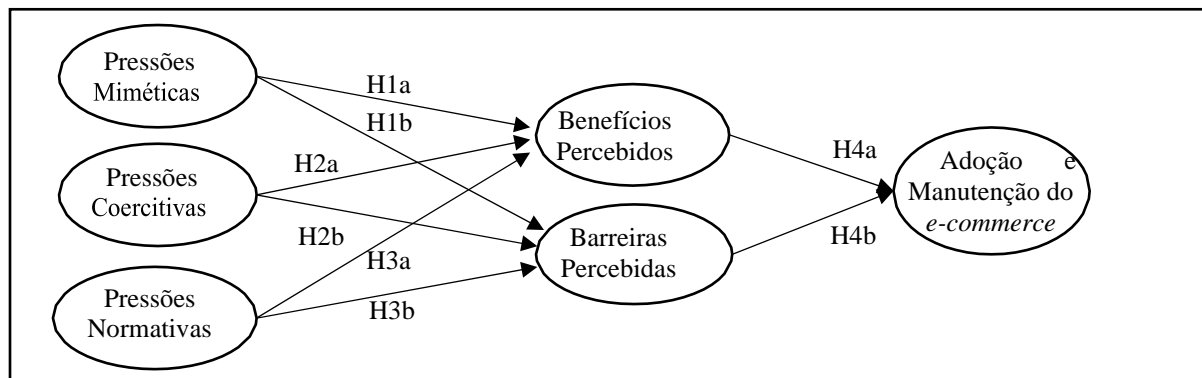 Pressões
Miméticas
H1a
H1b
Benefícios
Percebidos
H2a
H4a
Adoção e
Manutenção do
e-commerce
Pressões
Coercitivas
H2b
H3a
Barreiras
Percebidas
H4b
Pressões
Normativas
H3b